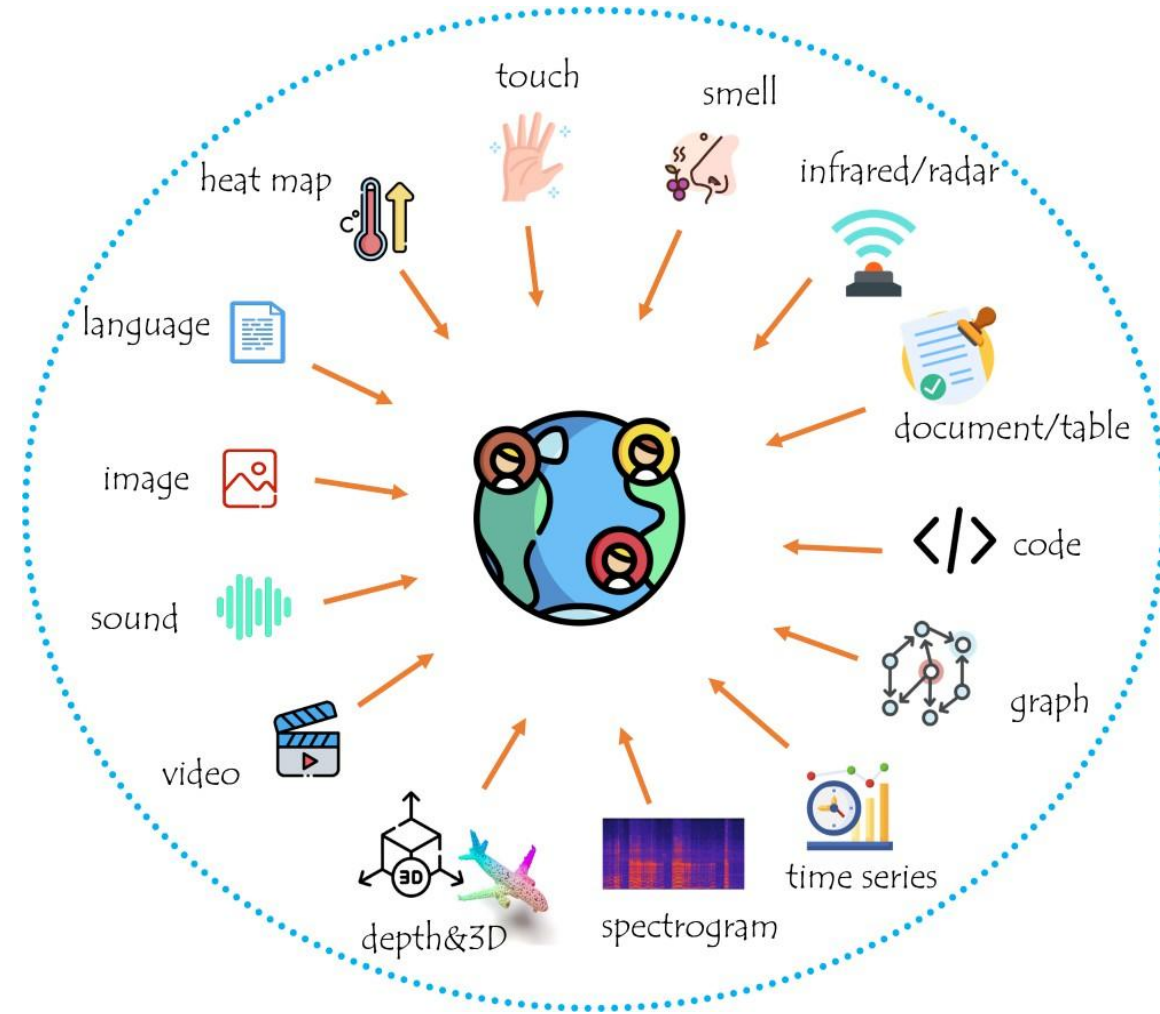 touch
smell
heat map
infrared/radar
C°
language
document/table
image
</> code
sound
graph
video
3D
time series
depth&3D
spectrogram